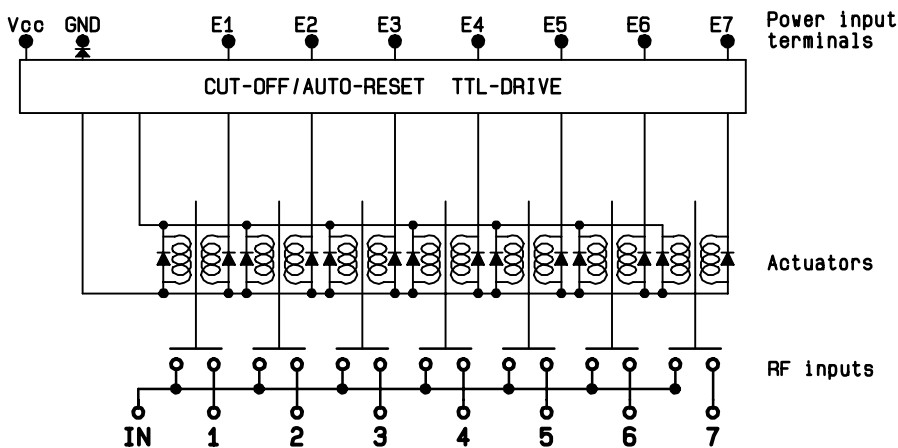 Vcc GND E1 E2 E3 E4 E5 E6 E7
Power input
terminals
CUT-OFF/AUTO-RESET TTL-DRIVE
Actuators
RF inputs
IN 1 2 3 4 5 6 7